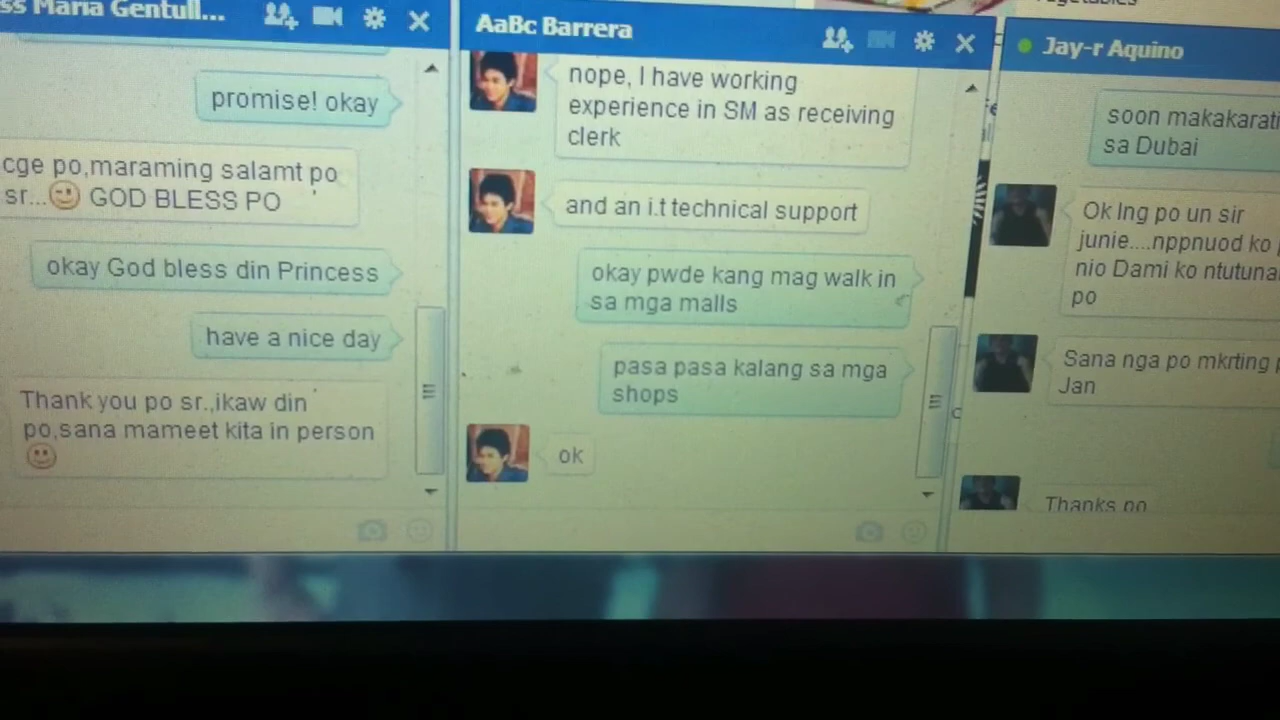 ss Maria Gentull...
promise! okay
cge po,maraming salamt po
sr... GOD BLESS PO
okay God bless din Princess
have a nice day
Thank you po sr.,ikaw din
po,sana mameet kita in person
AaBc Barrera
nope, I have working
experience in SM as receiving
clerk
and an i.t technical support
okay pwde kang mag walk in
sa mga malls
pasa pasa kalang sa mga
shops
ok
Jay-r Aquino
soon makakarati
sa Dubai
Ok lng po un sir
junie....nppnuod ko
nio Dami ko ntutuna
po
Sana nga po mkrting p
Jan
Thanks po